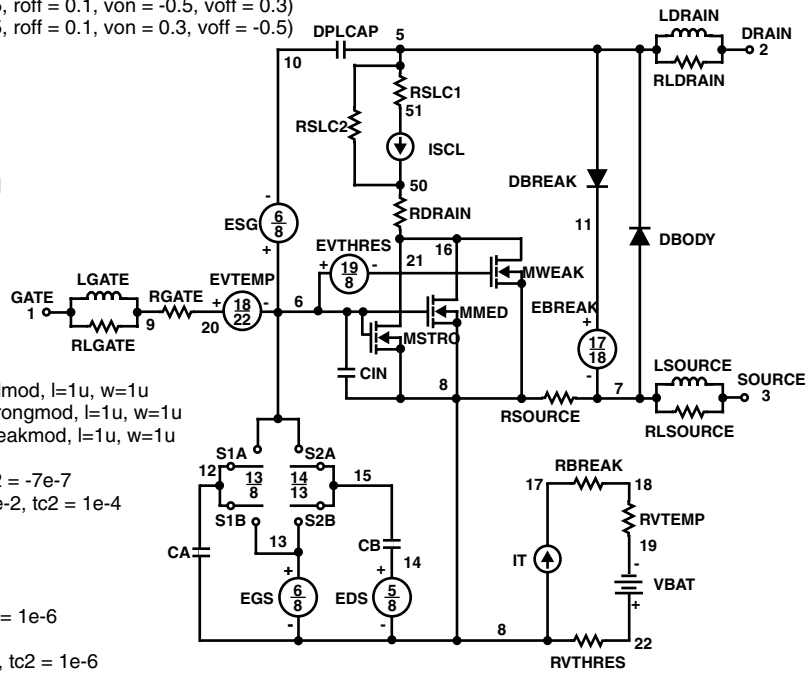 5, roff = 0.1, von = -0.5, voff = 0.3)
5, roff = 0.1, von = 0.3, voff = -0.5)
LDRAIN
DPLCAP 5 DRAIN
10 2
RSLC1 RLDRAIN
51
RSLC2
ISCL
50
DBREAK
RDRAIN
ESG 6 8
- +
11
DBODY
EVTHRES 16
+ 19 8 - 21
MWEAK
LGATE EVTEMP
GATE RGATE + 18 22 - 6 EBREAK
1 9 20 MMED +
RLGATE MSTRO 17 18
-
CIN LSOURCE
lmod, l=1u, w=1u 8 7 SOURCE
rongmod, l=1u, w=1u 3
eakmod, l=1u, w=1u RSOURCE RLSOURCE
S1A S2A
2 = -7e-7 12 13 8 14 13 15 RBREAK
e-2, tc2 = 1e-4 17 18
S1B S2B
RVTEMP
13 CB
CA 14 IT 19
+ + -
EGS 6 8 EDS 5 8 VBAT
= 1e-6 - - +
8 22
, tc2 = 1e-6
RVTHRES